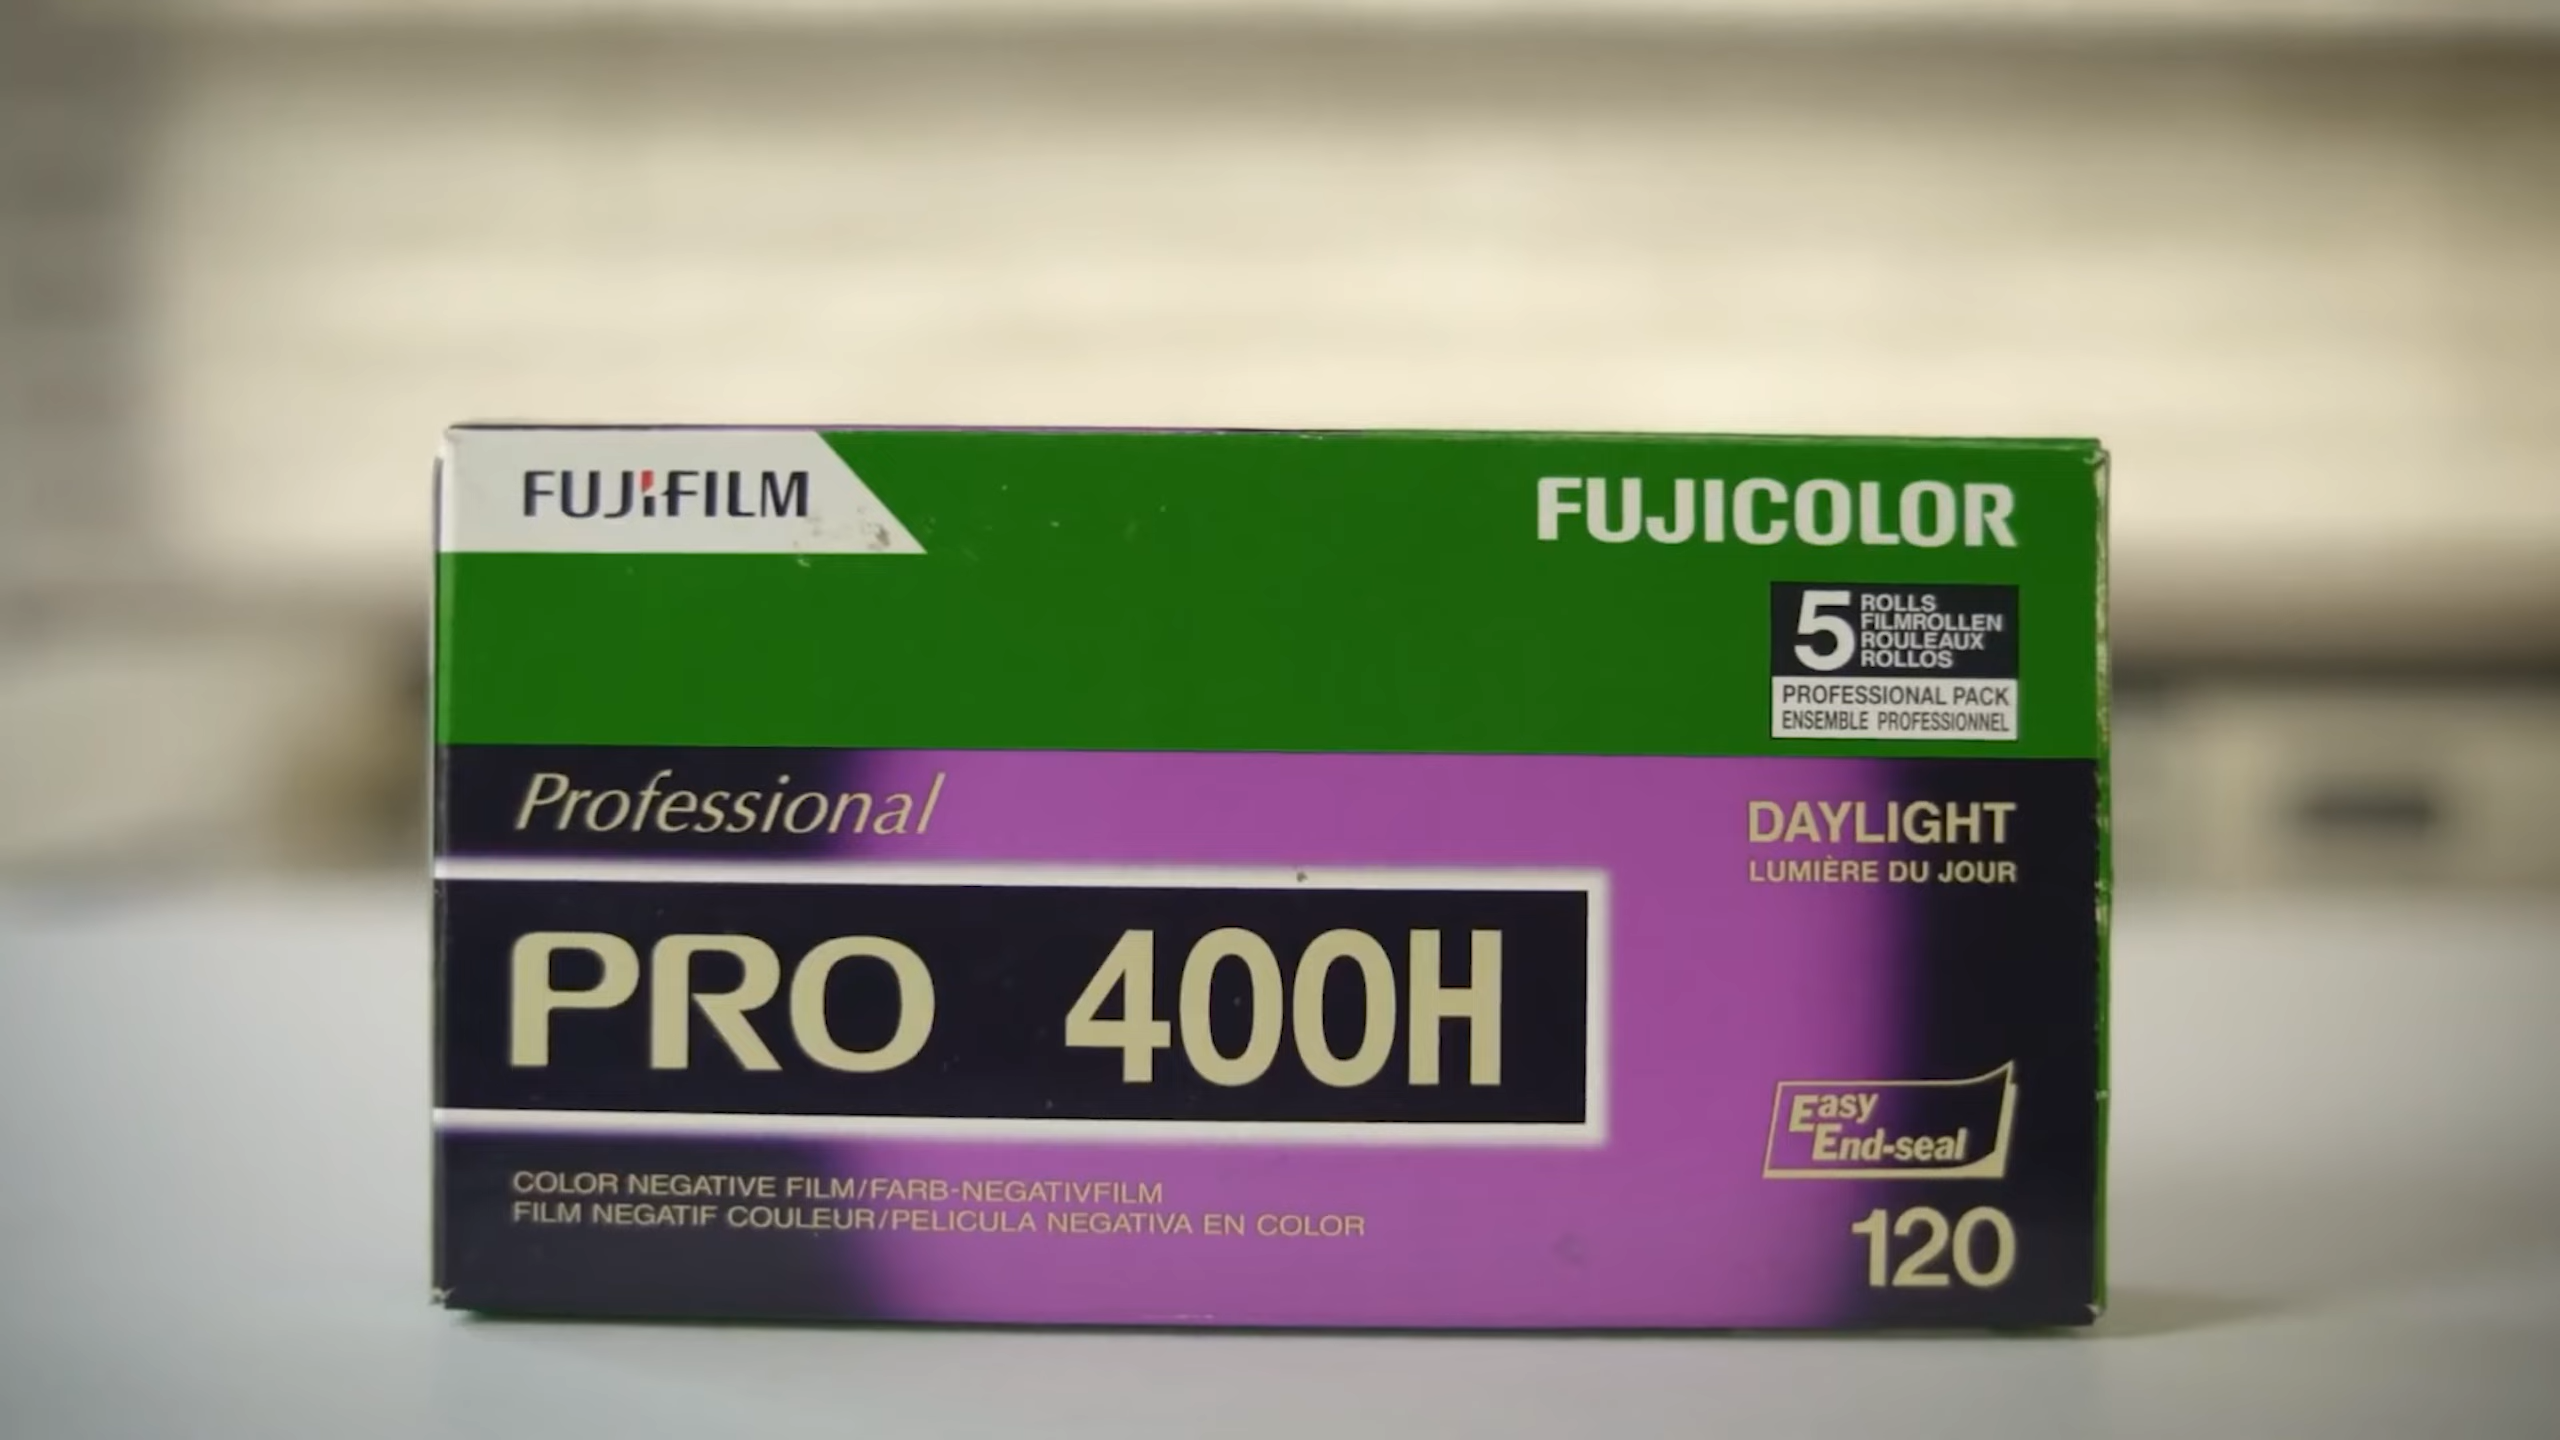 FUJIFILM
FUJICOLOR
5 ROLLS
FILMROLLEN
ROULEAUX
ROLLOS
PROFESSIONAL PACK
ENSEMBLE PROFESSIONNEL
Professional
DAYLIGHT
LUMIÈRE DU JOUR
PRO 400H
Easy
End-seal
COLOR NEGATIVE FILM/FARB-NEGATIVFILM
FILM NEGATIF COULEUR/PELICULA NEGATIVA EN COLOR
120